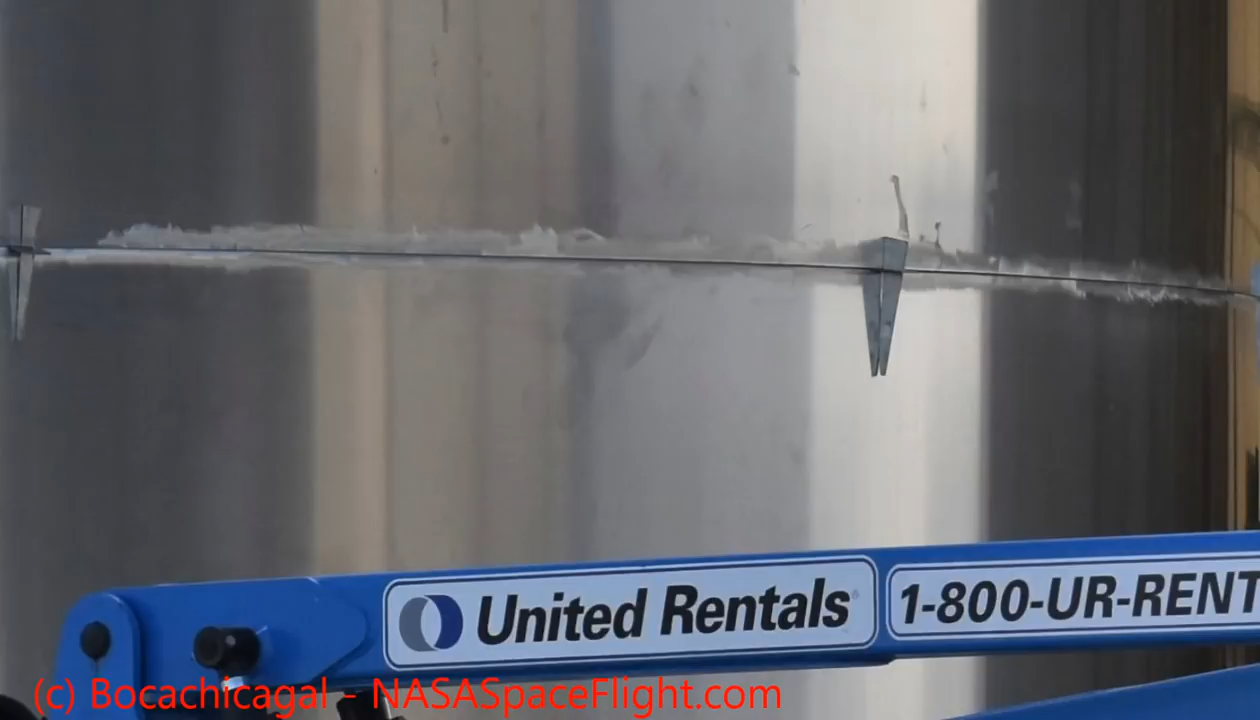 United Rentals
1-800-UR-RENT
(c) Bocachicagal - NASASpaceFlight.com